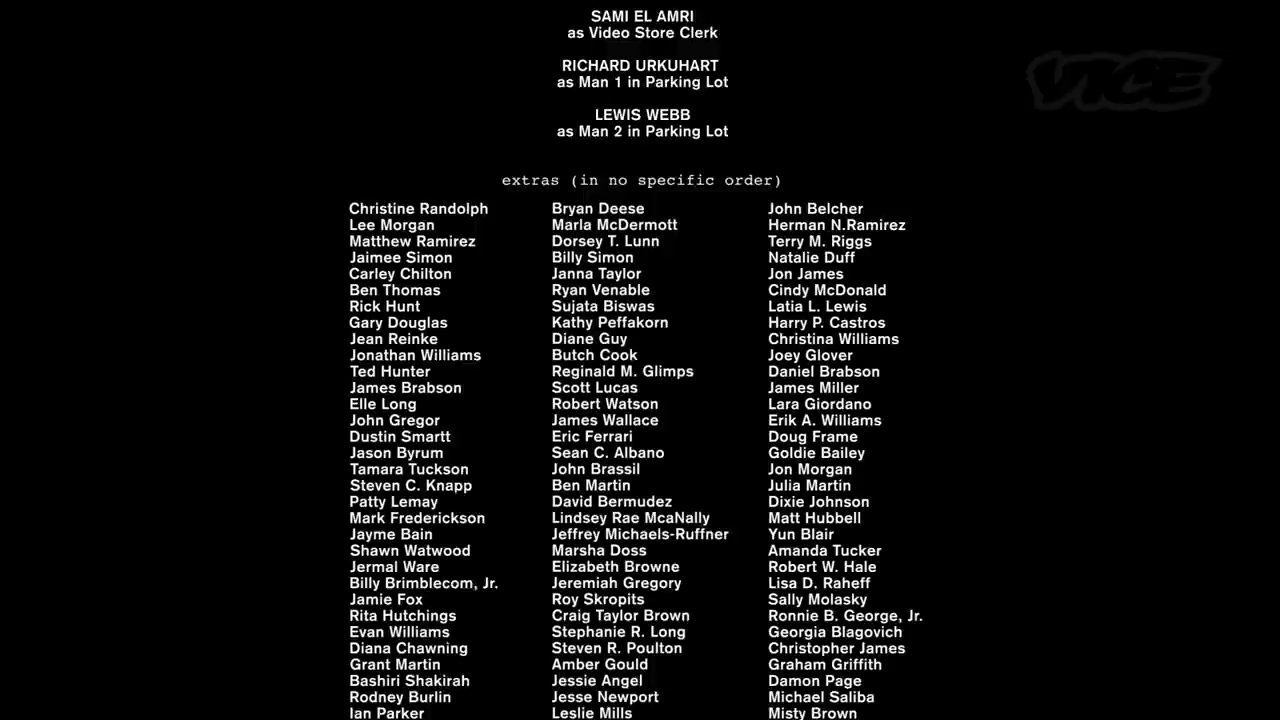 SAMI EL AMRI
as Video Store Clerk
RICHARD URKUHART
as Man 1 in Parking Lot
LEWIS WEBB
as Man 2 in Parking Lot
VICE
extras (in no specific order)
Christine Randolph
Lee Morgan
Matthew Ramirez
Jaimee Simon
Carley Chilton
Ben Thomas
Rick Hunt
Gary Douglas
Jean Reinke
Jonathan Williams
Ted Hunter
James Brabson
Elle Long
John Gregor
Dustin Smartt
Jason Byrum
Tamara Tuckson
Steven C. Knapp
Patty Lemay
Mark Frederickson
Jayme Bain
Shawn Watwood
Jermal Ware
Billy Brimblecom, Jr.
Jamie Fox
Rita Hutchings
Evan Williams
Diana Chawning
Grant Martin
Bashiri Shakirah
Rodney Burlin
Ian Parker
Bryan Deese
Marla McDermott
Dorsey T. Lunn
Billy Simon
Janna Taylor
Ryan Venable
Sujata Biswas
Kathy Peffakorn
Diane Guy
Butch Cook
Reginald M. Glimps
Scott Lucas
Robert Watson
James Wallace
Eric Ferrari
Sean C. Albano
John Brassil
Ben Martin
David Bermudez
Lindsey Rae McAnally
Jeffrey Michaels-Ruffner
Marsha Doss
Elizabeth Browne
Jeremiah Gregory
Roy Skropits
Craig Taylor Brown
Stephanie R. Long
Steven R. Poulton
Amber Gould
Jessie Angel
Jesse Newport
Leslie Mills
John Belcher
Herman N.Ramirez
Terry M. Riggs
Natalie Duff
Jon James
Cindy McDonald
Latia L. Lewis
Harry P. Castros
Christina Williams
Joey Glover
Daniel Brabson
James Miller
Lara Giordano
Erik A. Williams
Doug Frame
Goldie Bailey
Jon Morgan
Julia Martin
Dixie Johnson
Matt Hubbell
Yun Blair
Amanda Tucker
Robert W. Hale
Lisa D. Raheff
Sally Molasky
Ronnie B. George, Jr.
Georgia Blagovich
Christopher James
Graham Griffith
Damon Page
Michael Saliba
Misty Brown